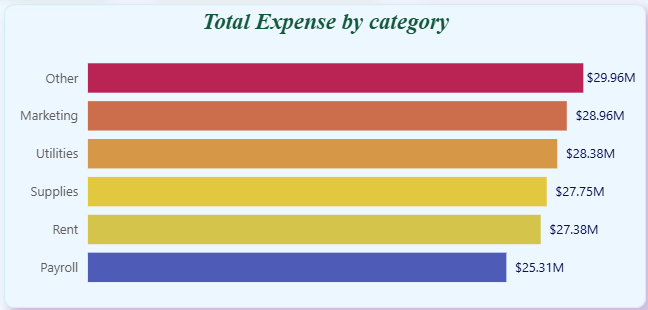 Total Expense by category
Other $29.96M
Marketing $28.96M
Utilities $28.38M
Supplies $27.75M
Rent $27.38M
Payroll $25.31M